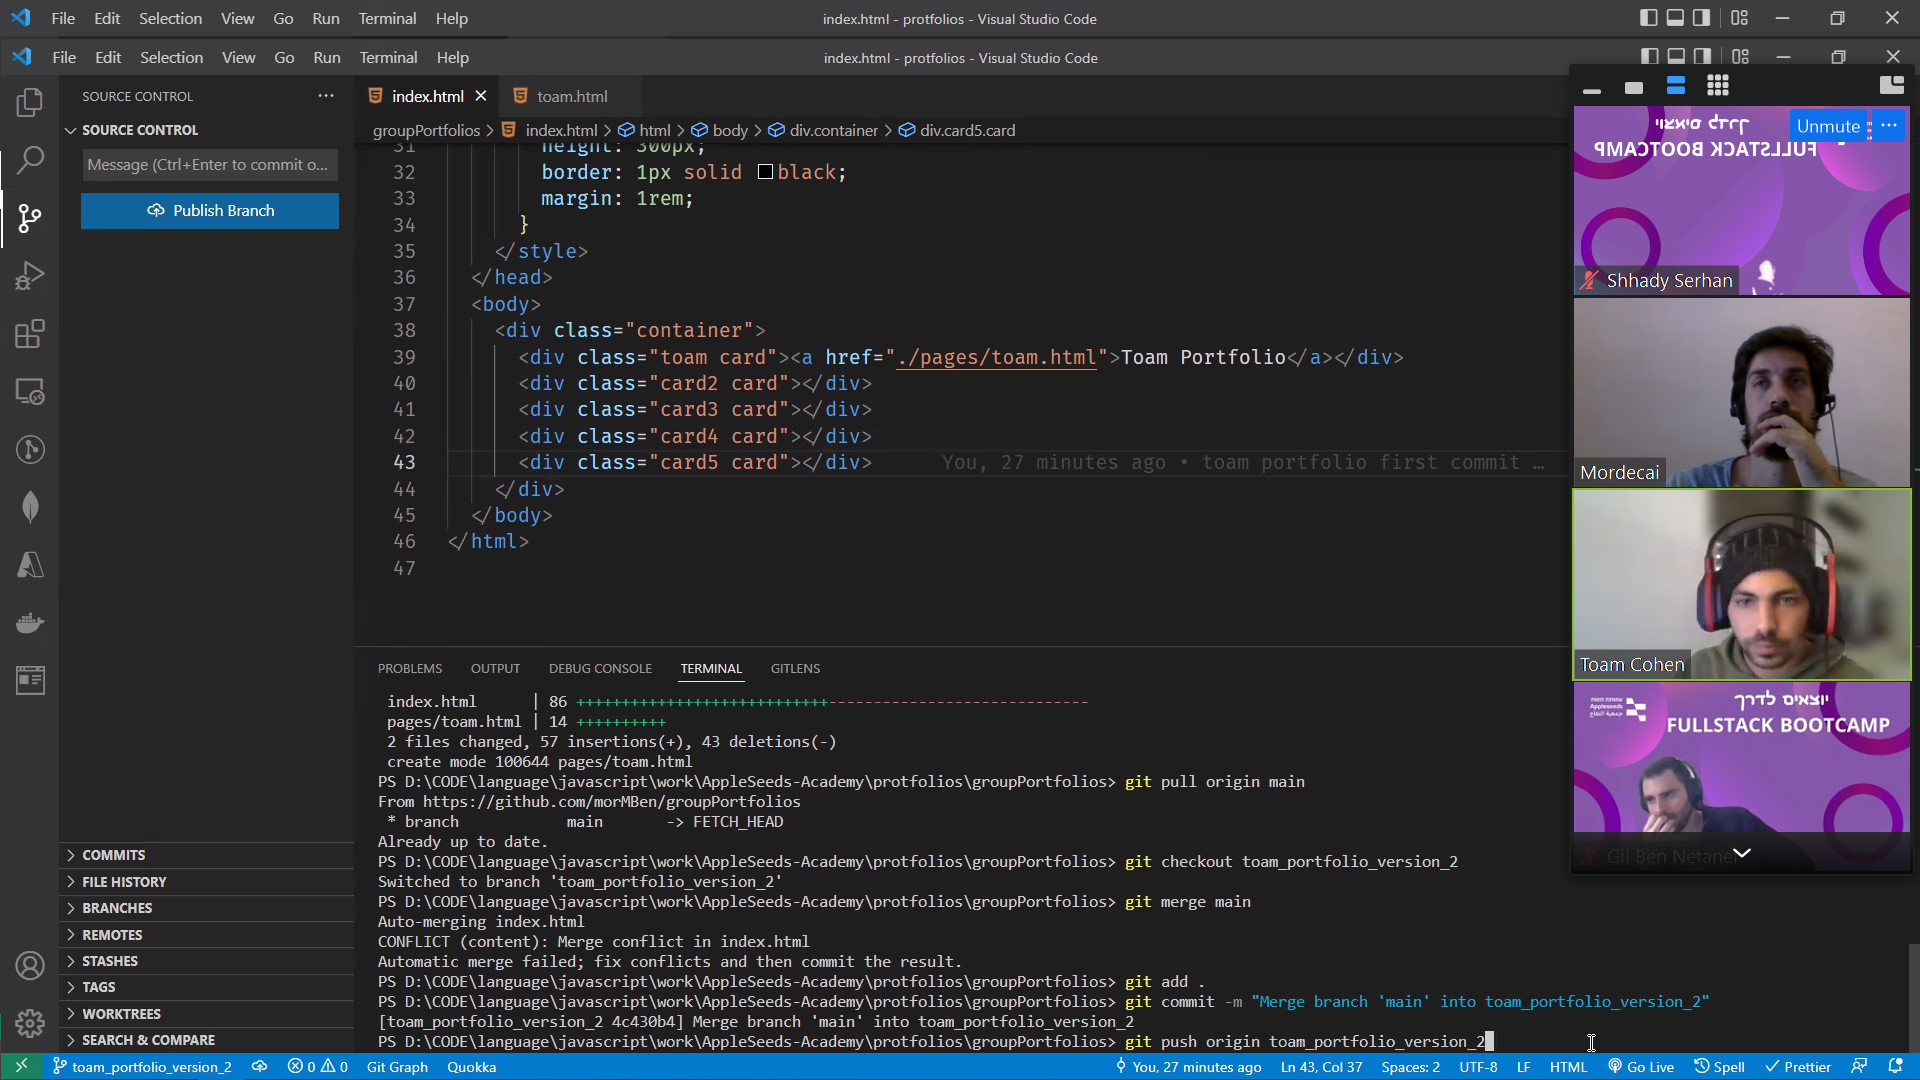 File Edit Selection View Go Run Terminal Help index.html - protfolios - Visual Studio Code
File Edit Selection View Go Run Terminal Help index.html - protfolios - Visual Studio Code
SOURCE CONTROL ···
SOURCE CONTROL
Message (Ctrl+Enter to commit o...
Publish Branch
COMMITS
FILE HISTORY
BRANCHES
REMOTES
STASHES
TAGS
WORKTREES
SEARCH & COMPARE
index.html toam.html
groupPortfolios > index.html > html > body > div.container > div.card5.card
31 height: 300px;
32 border: 1px solid black;
33 margin: 1rem;
34 }
35 </style>
36 </head>
37 <body>
38 <div class="container">
39 <div class="toam card"><a href="./pages/toam.html">Toam Portfolio</a></div>
40 <div class="card2 card"></div>
41 <div class="card3 card"></div>
42 <div class="card4 card"></div>
43 <div class="card5 card"></div> You, 27 minutes ago • toam portfolio first commit …
44 </div>
45 </body>
46 </html>
47
PROBLEMS OUTPUT DEBUG CONSOLE TERMINAL GITLENS
index.html | 86 ++++++++++++++++++++++++++++-----------------------------
pages/toam.html | 14 ++++++++++
2 files changed, 57 insertions(+), 43 deletions(-)
create mode 100644 pages/toam.html
PS D:\CODE\language\javascript\work\AppleSeeds-Academy\protfolios\groupPortfolios> git pull origin main
From https://github.com/morMBen/groupPortfolios
* branch main -> FETCH_HEAD
Already up to date.
PS D:\CODE\language\javascript\work\AppleSeeds-Academy\protfolios\groupPortfolios> git checkout toam_portfolio_version_2
Switched to branch 'toam_portfolio_version_2'
PS D:\CODE\language\javascript\work\AppleSeeds-Academy\protfolios\groupPortfolios> git merge main
Auto-merging index.html
CONFLICT (content): Merge conflict in index.html
Automatic merge failed; fix conflicts and then commit the result.
PS D:\CODE\language\javascript\work\AppleSeeds-Academy\protfolios\groupPortfolios> git add .
PS D:\CODE\language\javascript\work\AppleSeeds-Academy\protfolios\groupPortfolios> git commit -m "Merge branch 'main' into toam_portfolio_version_2"
[toam_portfolio_version_2 4c430b4] Merge branch 'main' into toam_portfolio_version_2
PS D:\CODE\language\javascript\work\AppleSeeds-Academy\protfolios\groupPortfolios> git push origin toam_portfolio_version_2
יוצאים לדרך
FULLSTACK BOOTCAMP
Unmute ···
Shhady Serhan
Mordecai
Toam Cohen
Appleseeds
יוצאים לדרך
FULLSTACK BOOTCAMP
Gil Ben Netanel
toam_portfolio_version_2 0 0 Git Graph Quokka You, 27 minutes ago Ln 43, Col 37 Spaces: 2 UTF-8 LF HTML Go Live Spell Prettier